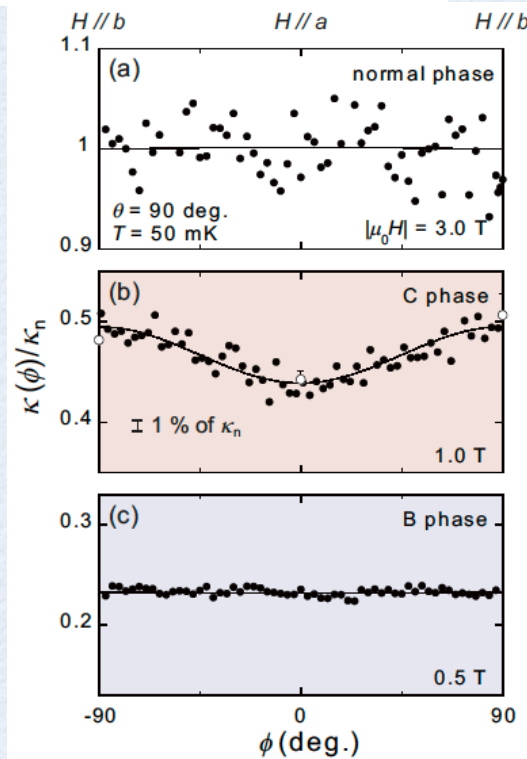 H // b H // a H // b
1.1
(a)
normal phase
1
θ = 90 deg.
T = 50 mK |μ₀H| = 3.0 T
0.9
(b) C phase
0.5
0.4
1 % of κₙ
1.0 T
(c) B phase
0.3
0.2
0.5 T
-90 0 90
ϕ (deg.)
κ(ϕ)/κₙ